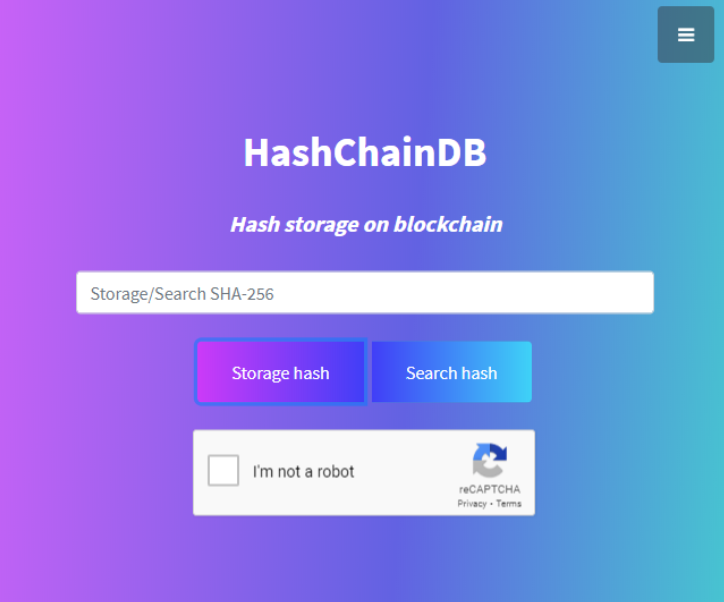 HashChainDB
Hash storage on blockchain
Storage/Search SHA-256
Storage hash
Search hash
I'm not a robot
reCAPTCHA
Privacy - Terms